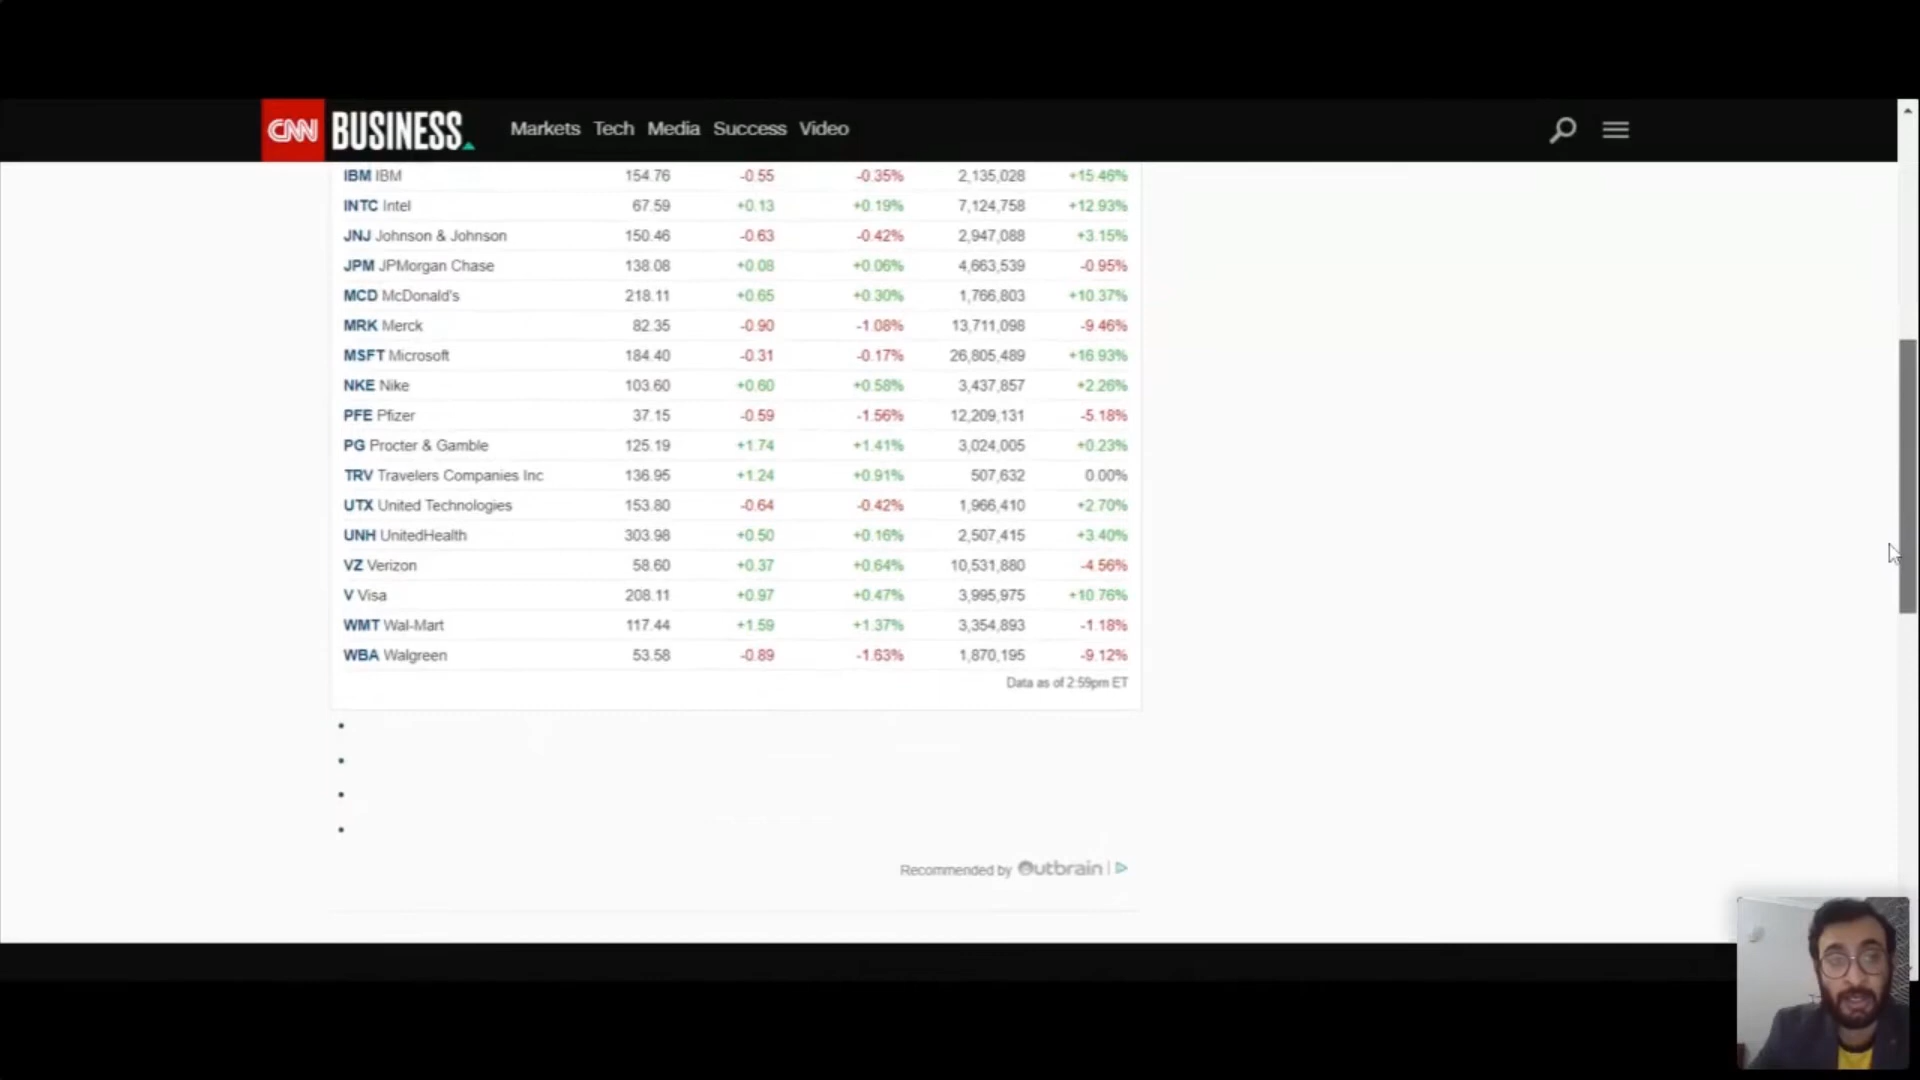 CNN BUSINESS Markets Tech Media Success Video
IBM IBM 154.76 -0.55 -0.35% 2,135,028 +15.46%
INTC Intel 67.59 +0.13 +0.19% 7,124,758 +12.93%
JNJ Johnson & Johnson 150.46 -0.63 -0.42% 2,947,088 +3.15%
JPM JPMorgan Chase 138.08 +0.08 +0.06% 4,663,539 -0.95%
MCD McDonald's 218.11 +0.65 +0.30% 1,766,803 +10.37%
MRK Merck 82.35 -0.90 -1.08% 13,711,098 -9.46%
MSFT Microsoft 184.40 -0.31 -0.17% 26,805,489 +16.93%
NKE Nike 103.60 +0.60 +0.58% 3,437,857 +2.26%
PFE Pfizer 37.15 -0.59 -1.56% 12,209,131 -5.18%
PG Procter & Gamble 125.19 +1.74 +1.41% 3,024,005 +0.23%
TRV Travelers Companies Inc 136.95 +1.24 +0.91% 507,632 0.00%
UTX United Technologies 153.80 -0.64 -0.42% 1,966,410 +2.70%
UNH UnitedHealth 303.98 +0.50 +0.16% 2,507,415 +3.40%
VZ Verizon 58.60 +0.37 +0.64% 10,531,880 -4.56%
V Visa 208.11 +0.97 +0.47% 3,995,975 +10.76%
WMT Wal-Mart 117.44 +1.59 +1.37% 3,354,893 -1.18%
WBA Walgreen 53.58 -0.89 -1.63% 1,870,195 -9.12%
Data as of 2:59pm ET
Recommended by Outbrain